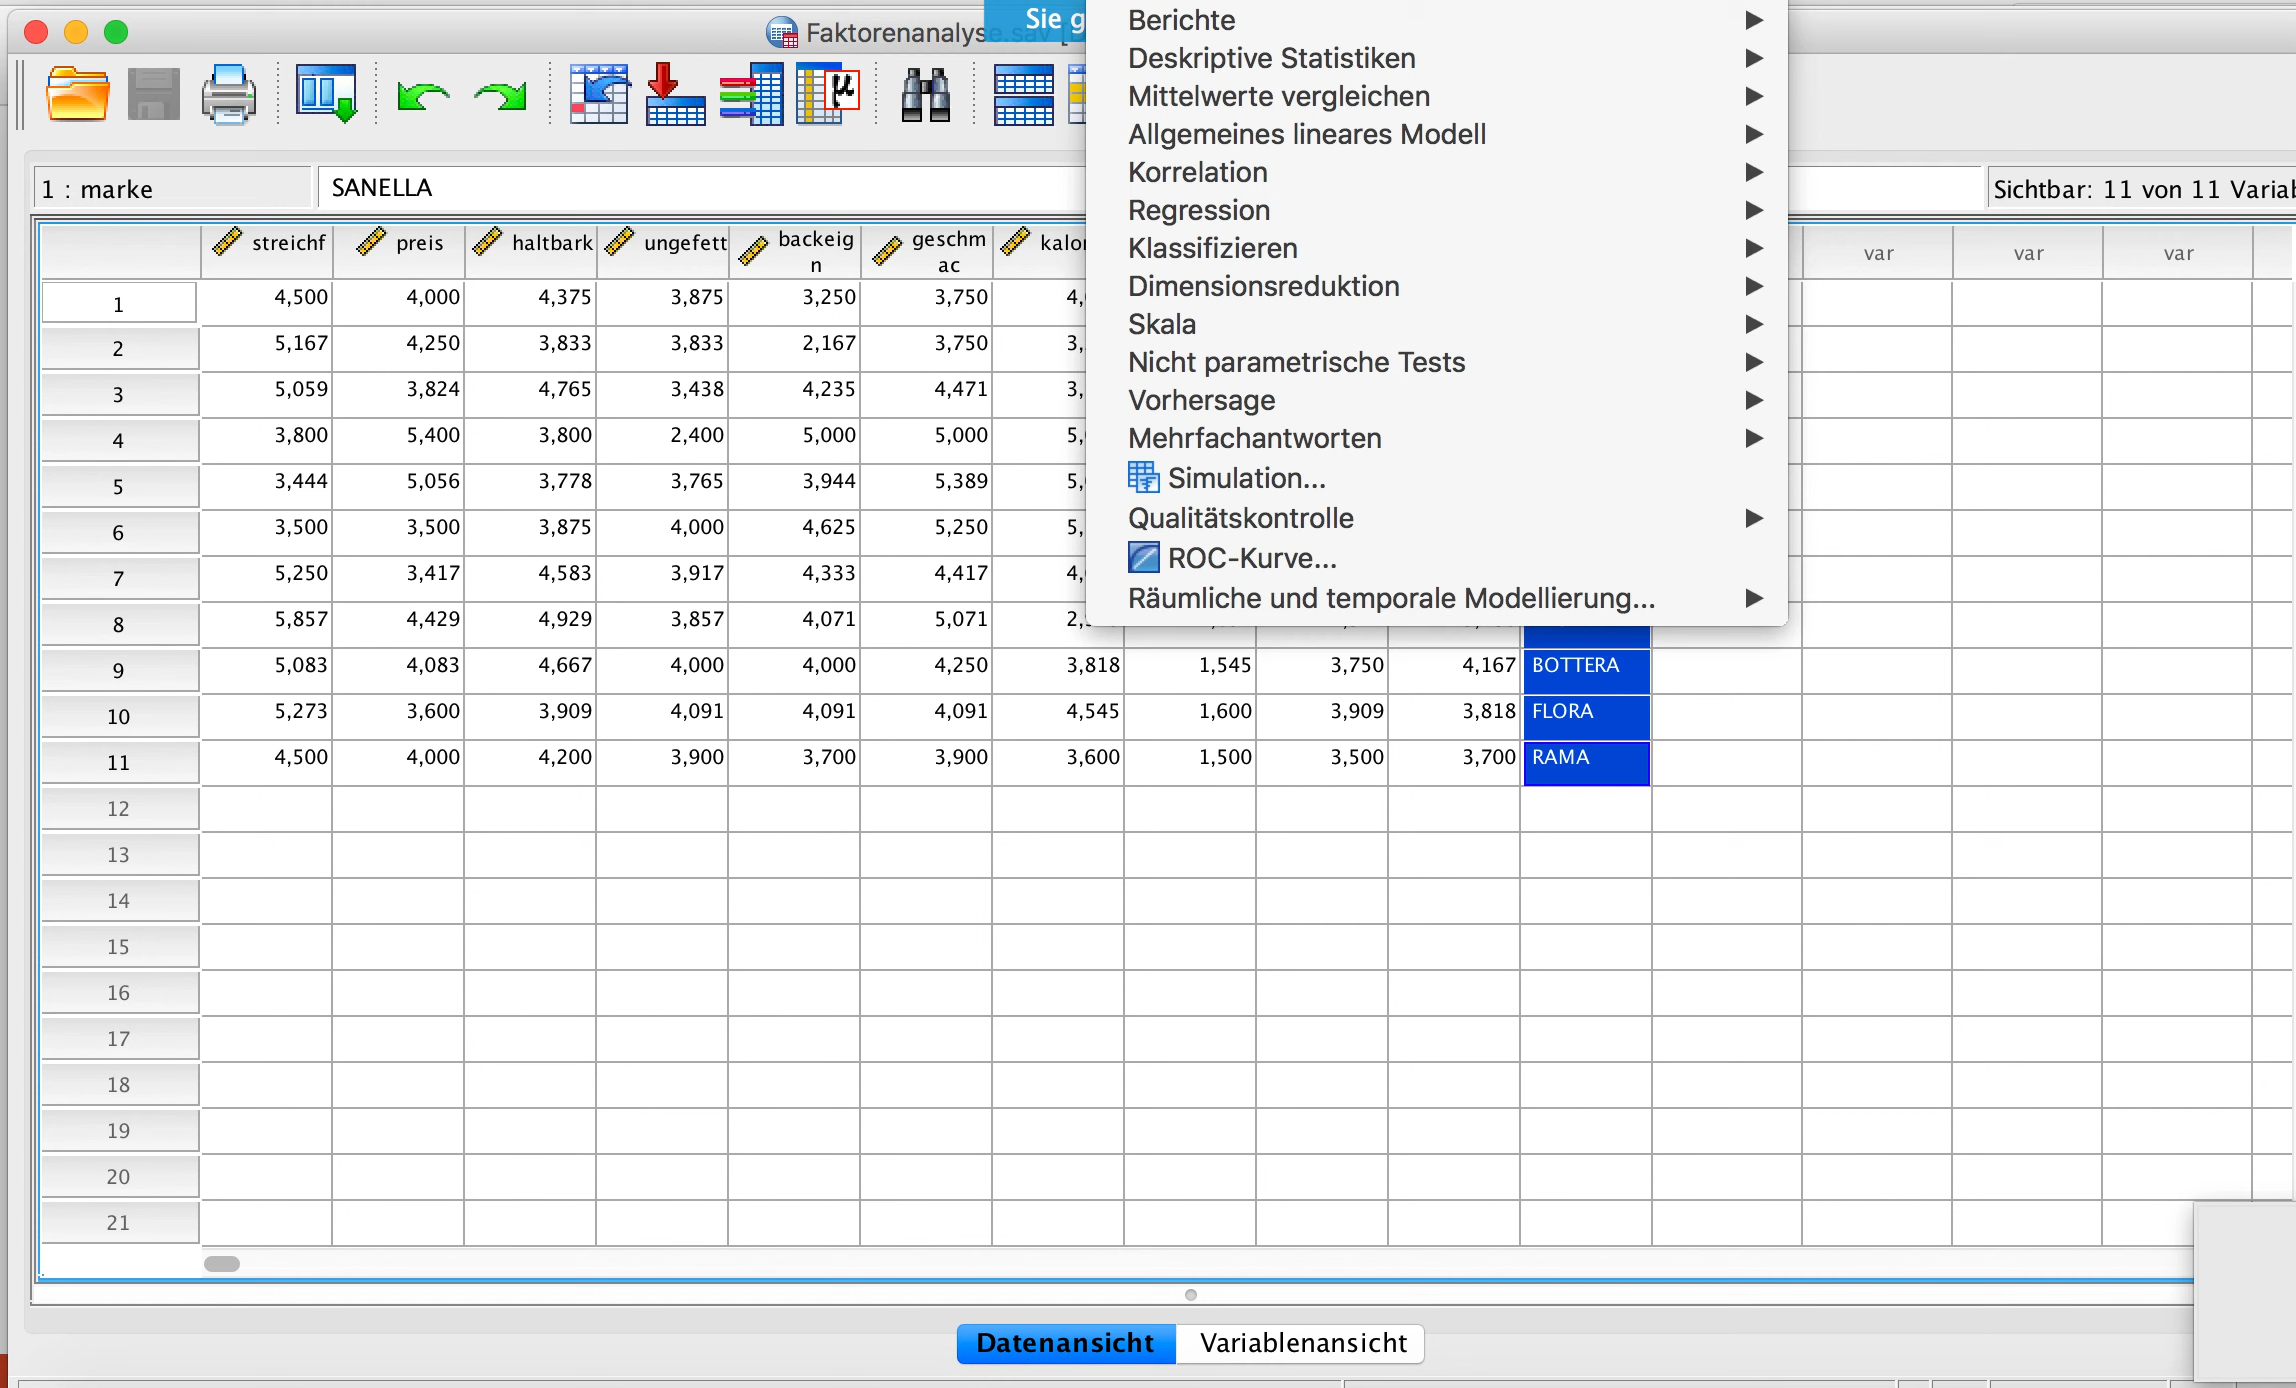 Faktorenanalyse.sav [
Sie g
Berichte
Deskriptive Statistiken
Mittelwerte vergleichen
Allgemeines lineares Modell
Korrelation
Regression
Klassifizieren
Dimensionsreduktion
Skala
Nicht parametrische Tests
Vorhersage
Mehrfachantworten
Simulation...
Qualitätskontrolle
ROC-Kurve...
Räumliche und temporale Modellierung...
1 : marke SANELLA Sichtbar: 11 von 11 Variab
streichf preis haltbark ungefett backeig geschm kalor var var var
n ac
1 4,500 4,000 4,375 3,875 3,250 3,750 4,
2 5,167 4,250 3,833 3,833 2,167 3,750 3,
3 5,059 3,824 4,765 3,438 4,235 4,471 3,
4 3,800 5,400 3,800 2,400 5,000 5,000 5,
5 3,444 5,056 3,778 3,765 3,944 5,389 5,
6 3,500 3,500 3,875 4,000 4,625 5,250 5,
7 5,250 3,417 4,583 3,917 4,333 4,417 4,
8 5,857 4,429 4,929 3,857 4,071 5,071 2,
9 5,083 4,083 4,667 4,000 4,000 4,250 3,818 1,545 3,750 4,167 BOTTERA
10 5,273 3,600 3,909 4,091 4,091 4,091 4,545 1,600 3,909 3,818 FLORA
11 4,500 4,000 4,200 3,900 3,700 3,900 3,600 1,500 3,500 3,700 RAMA
12
13
14
15
16
17
18
19
20
21
Datenansicht Variablenansicht